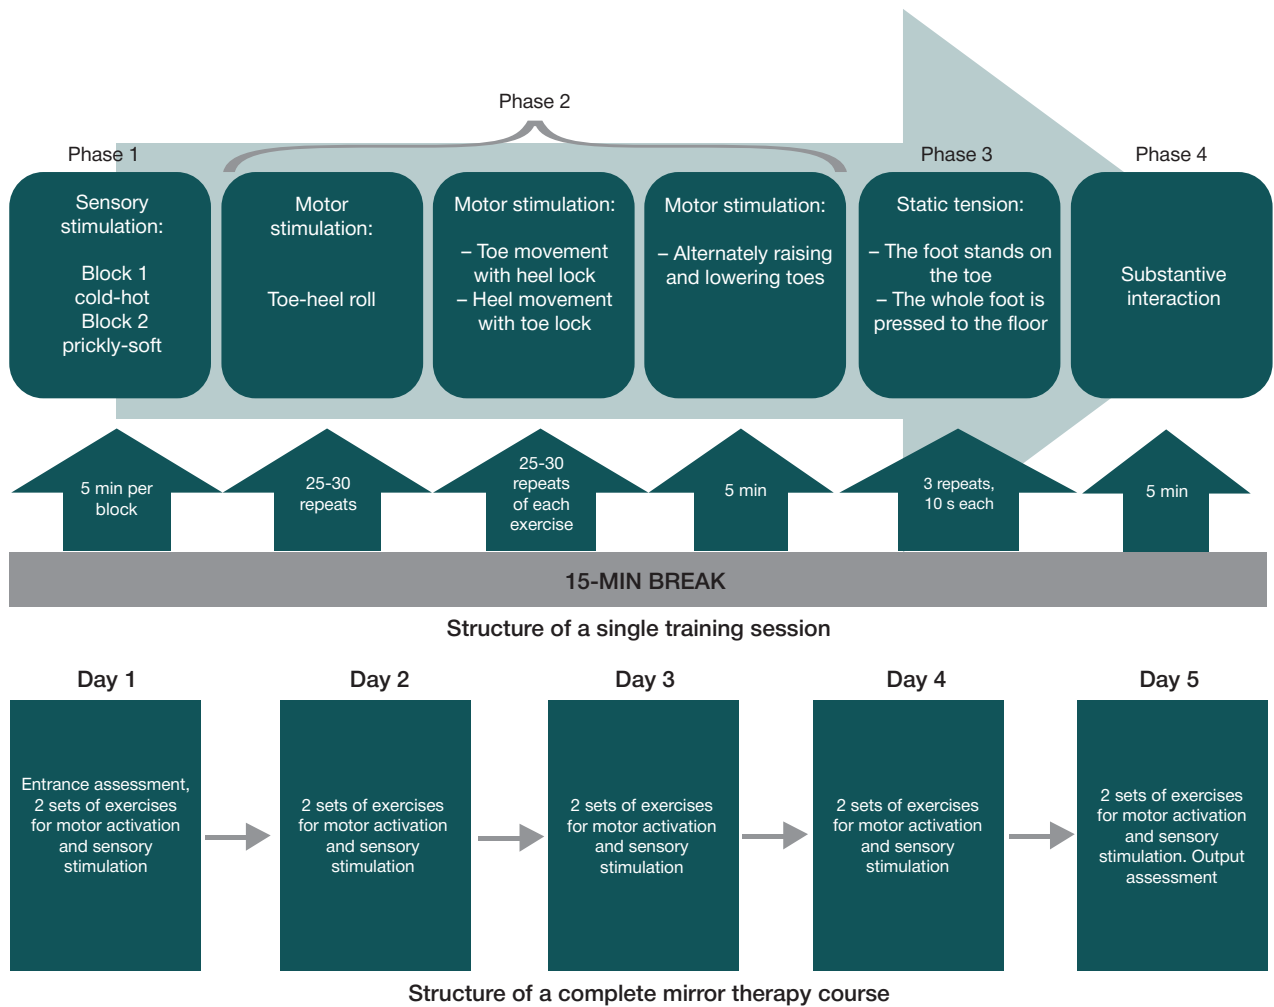 Phase 2
Phase 1
Phase 3
Phase 4
Sensory
stimulation:
Block 1
cold-hot
Block 2
prickly-soft
Motor
stimulation:
Toe-heel roll
Motor stimulation:
– Toe movement
with heel lock
– Heel movement
with toe lock
Motor stimulation:
– Alternately raising
and lowering toes
Static tension:
– The foot stands on
the toe
– The whole foot is
pressed to the floor
Substantive
interaction
5 min per
block
25-30
repeats
25-30
repeats
of each
exercise
5 min
3 repeats,
10 s each
5 min
15-MIN BREAK
Structure of a single training session
Day 1
Day 2
Day 3
Day 4
Day 5
Entrance assessment,
2 sets of exercises
for motor activation
and sensory
stimulation
2 sets of exercises
for motor activation
and sensory
stimulation
2 sets of exercises
for motor activation
and sensory
stimulation
2 sets of exercises
for motor activation
and sensory
stimulation
2 sets of exercises
for motor activation
and sensory
stimulation. Output
assessment
Structure of a complete mirror therapy course